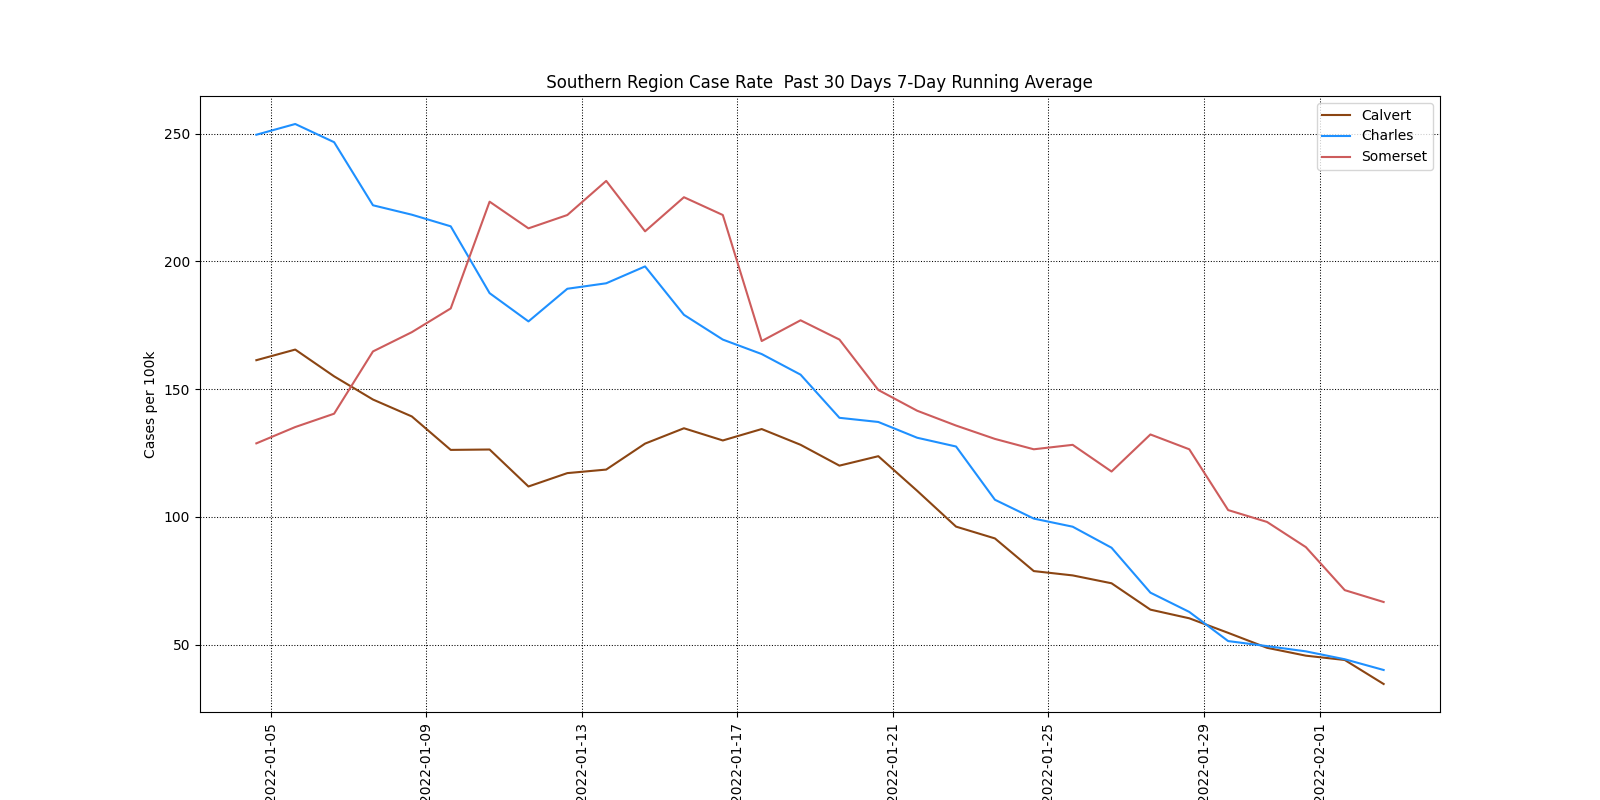 Southern Region Case Rate  Past 30 Days 7-Day Running Average
Calvert
Charles
Somerset
Cases per 100k
250
200
150
100
50
2022-01-05
2022-01-09
2022-01-13
2022-01-17
2022-01-21
2022-01-25
2022-01-29
2022-02-01